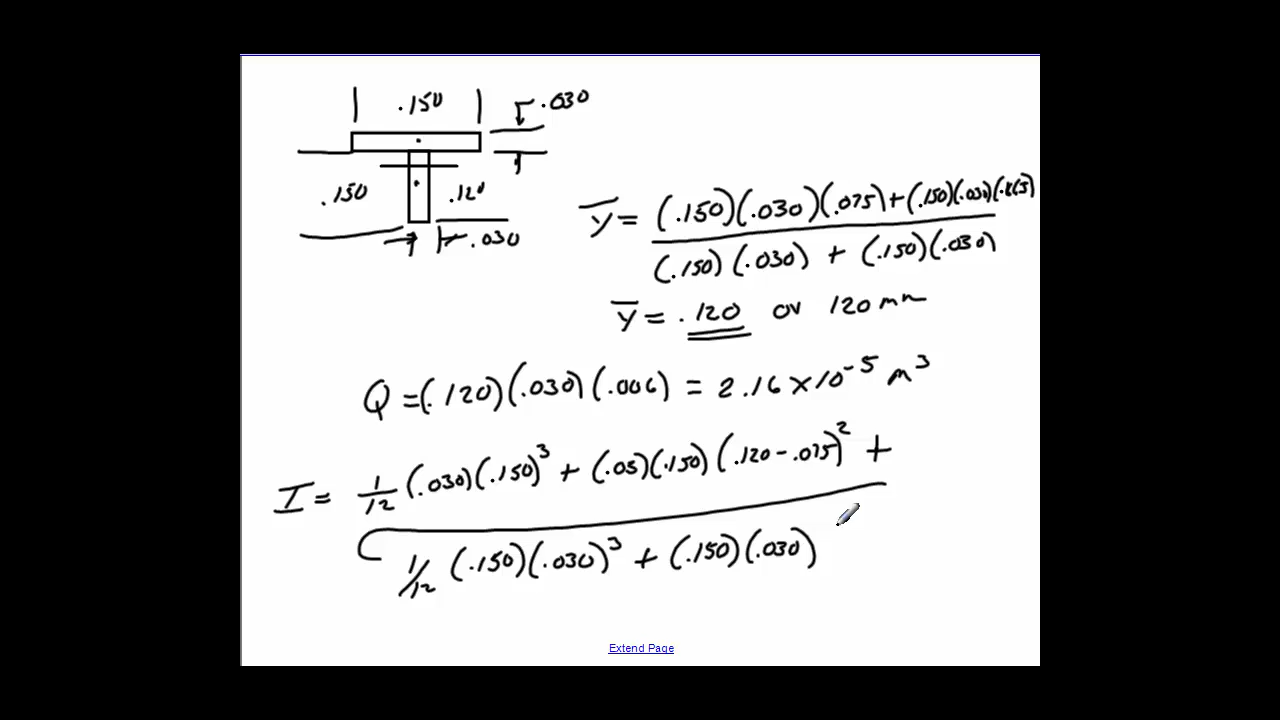 .150 .030
.150 .120
.030
y̅ = (.150)(.030)(.075)+(.150)(.030)(.165)
(.150)(.030) + (.150)(.030)
y̅ = .120 or 120 mm
Q = (.120)(.030)(.006) = 2.16 x 10⁻⁵ m³
I = 1/12 (.030)(.150)³ + (.03)(.150)(.120 - .075)² +
1/12 (.150)(.030)³ + (.150)(.030)
Extend Page